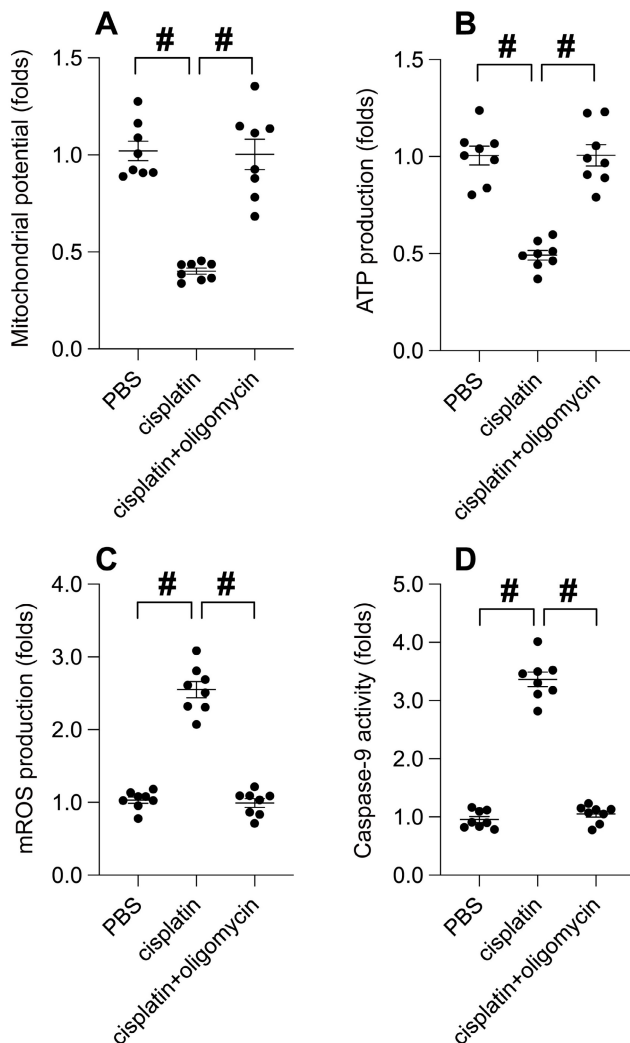 A
# #
Mitochondrial potential (folds)
1.5
1.0
0.5
0.0
PBS
cisplatin
cisplatin+oligomycin
B
# #
ATP production (folds)
1.5
1.0
0.5
0.0
PBS
cisplatin
cisplatin+oligomycin
C
# #
mROS production (folds)
4.0
3.0
2.0
1.0
0.0
PBS
cisplatin
cisplatin+oligomycin
D
# #
Caspase-9 activity (folds)
5.0
4.0
3.0
2.0
1.0
0.0
PBS
cisplatin
cisplatin+oligomycin